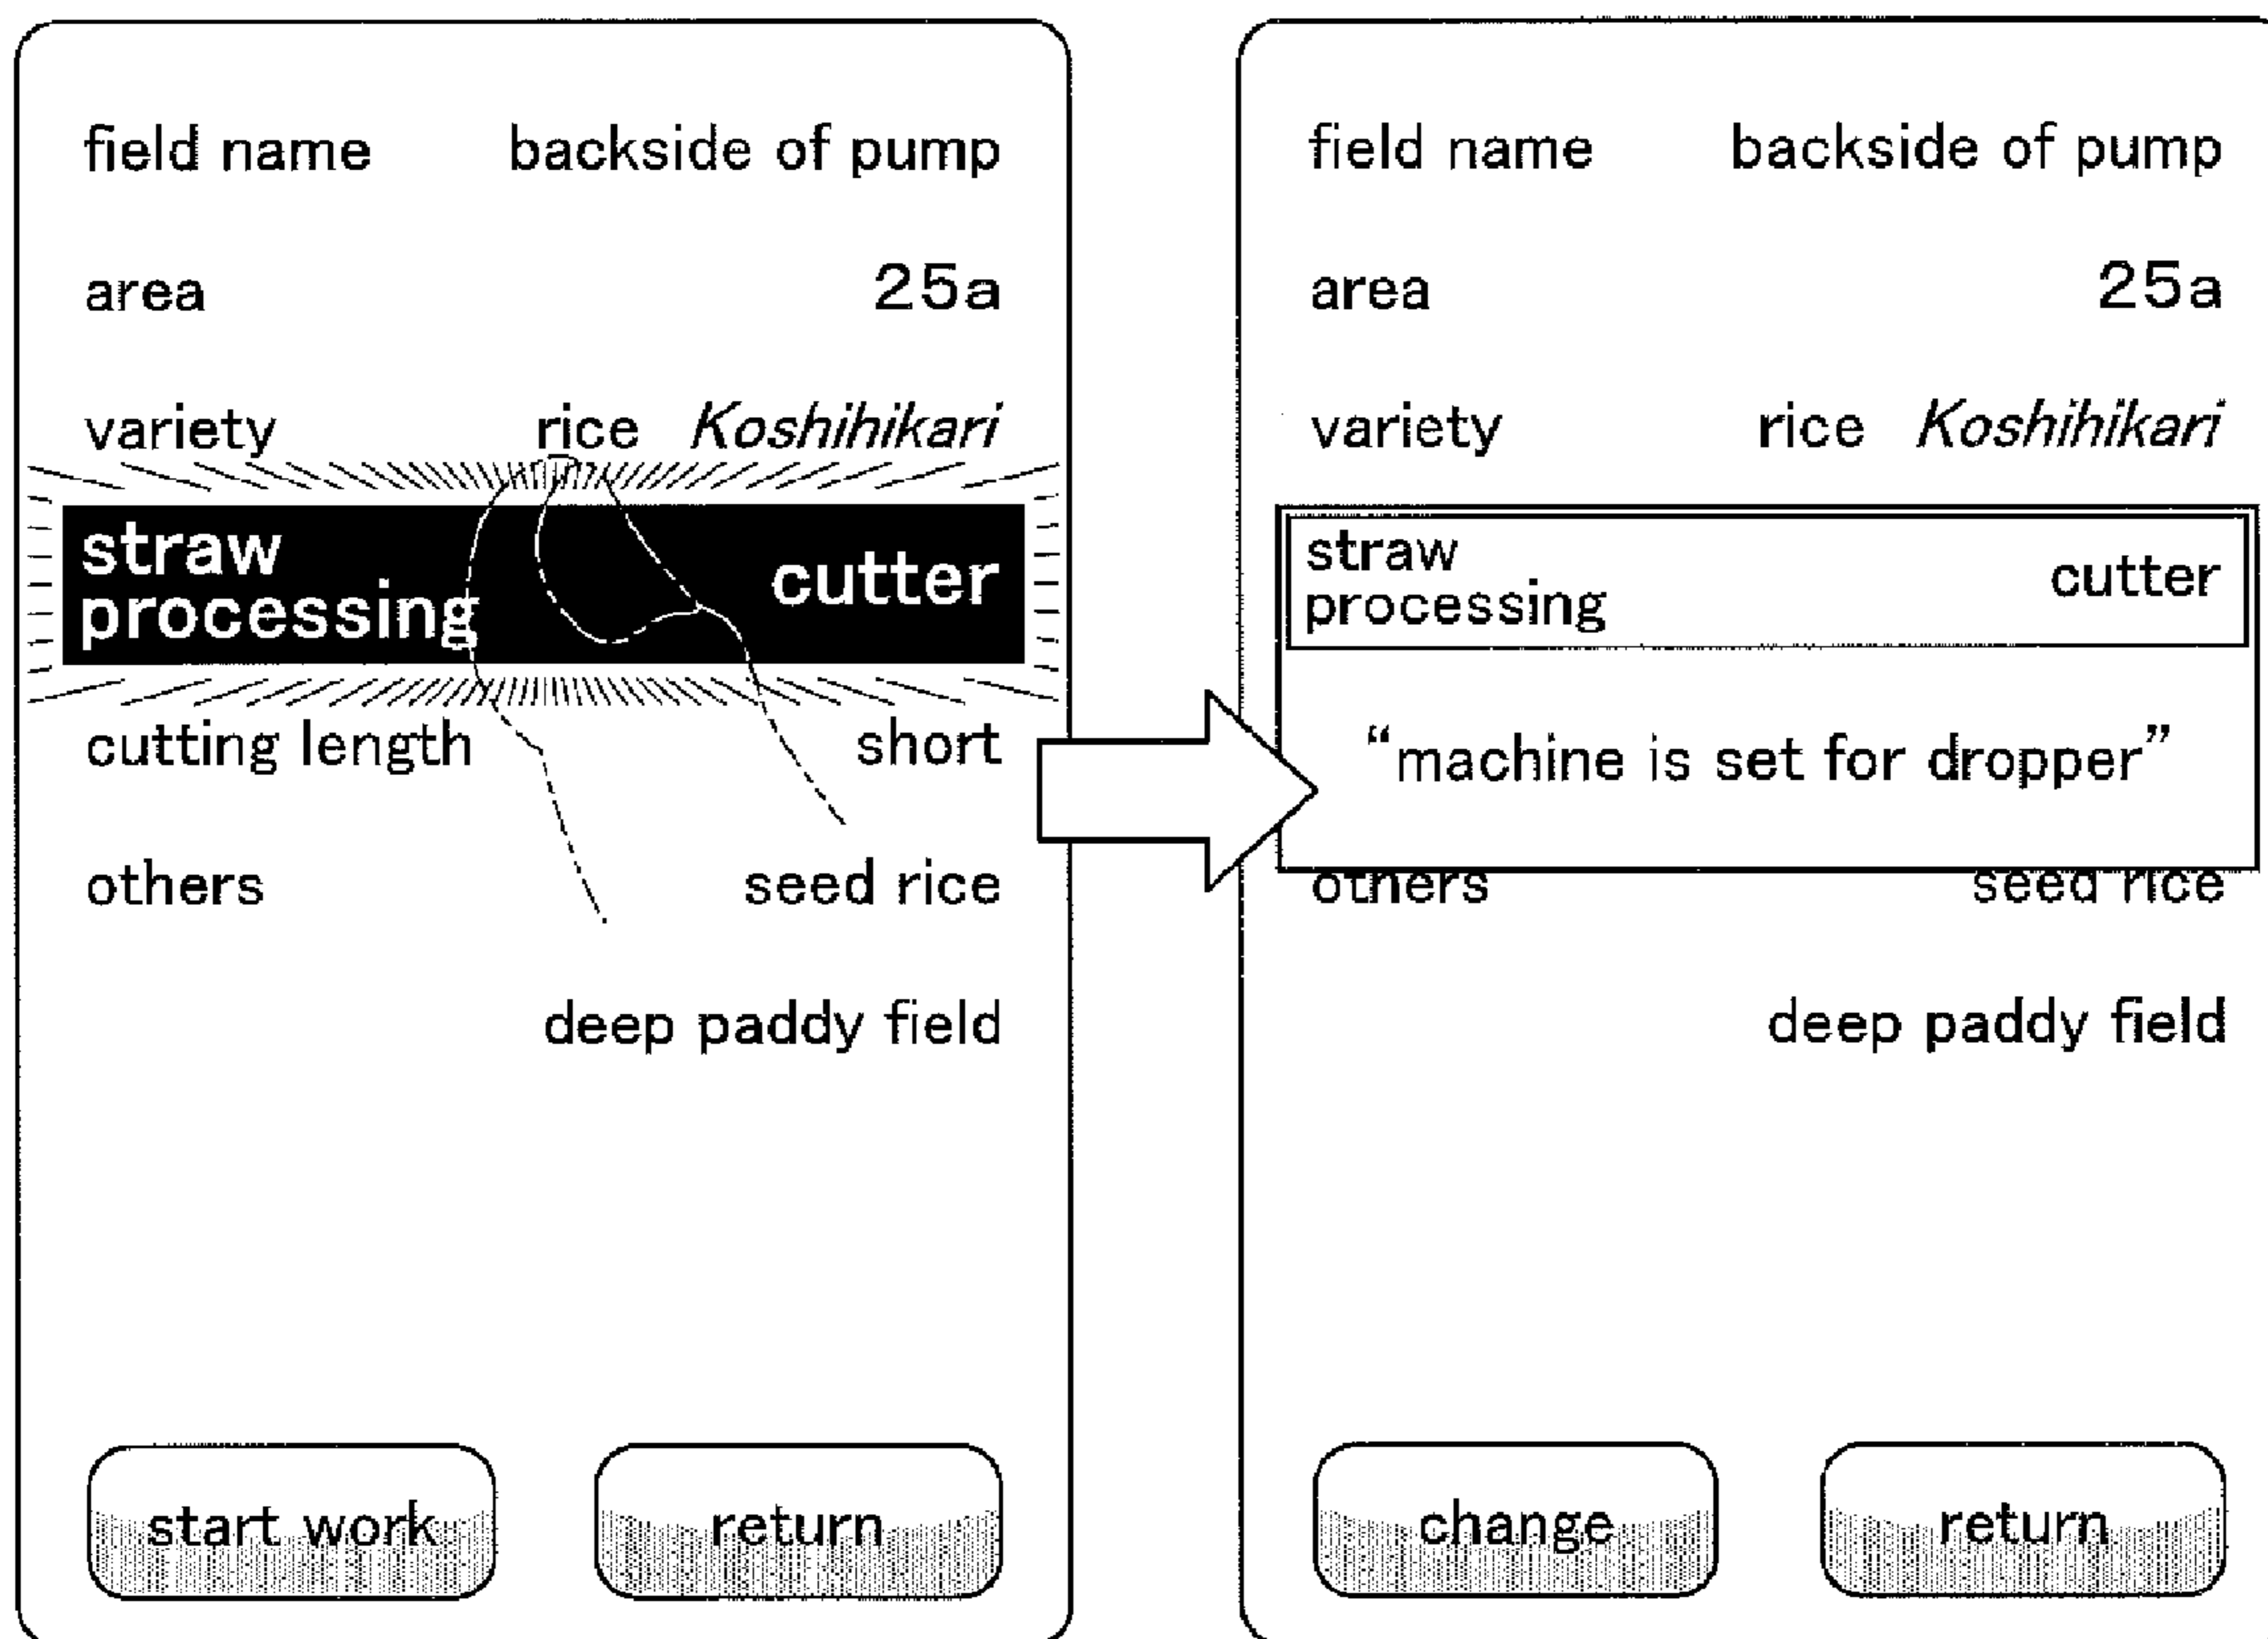 field name backside of pump
area 25a
variety rice Koshihikari
straw
processing cutter
cutting length short
others seed rice
deep paddy field
start work return
field name backside of pump
area 25a
variety rice Koshihikari
straw
processing cutter
“machine is set for dropper”
others seed rice
deep paddy field
change return